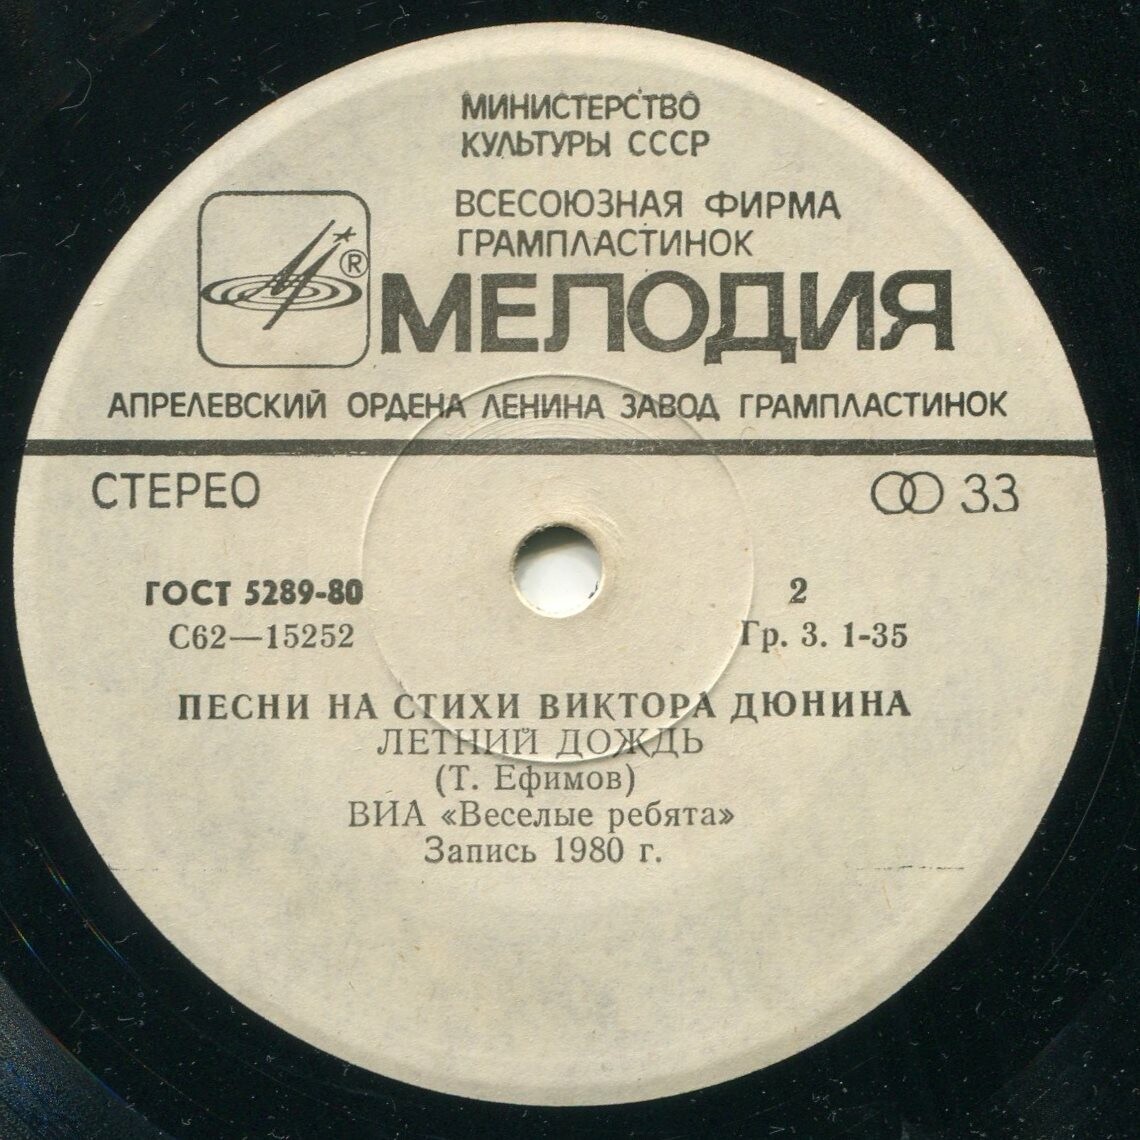 МИНИСТЕРСТВО
КУЛЬТУРЫ СССР
ВСЕСОЮЗНАЯ ФИРМА
ГРАМПЛАСТИНОК
®
МЕЛОДИЯ
АПРЕЛЕВСКИЙ ОРДЕНА ЛЕНИНА ЗАВОД ГРАМПЛАСТИНОК
СТЕРЕО 33
ГОСТ 5289-80 2
С62—15252 Гр. 3. 1-35
ПЕСНИ НА СТИХИ ВИКТОРА ДЮНИНА
ЛЕТНИЙ ДОЖДЬ
(Т. Ефимов)
ВИА «Веселые ребята»
Запись 1980 г.